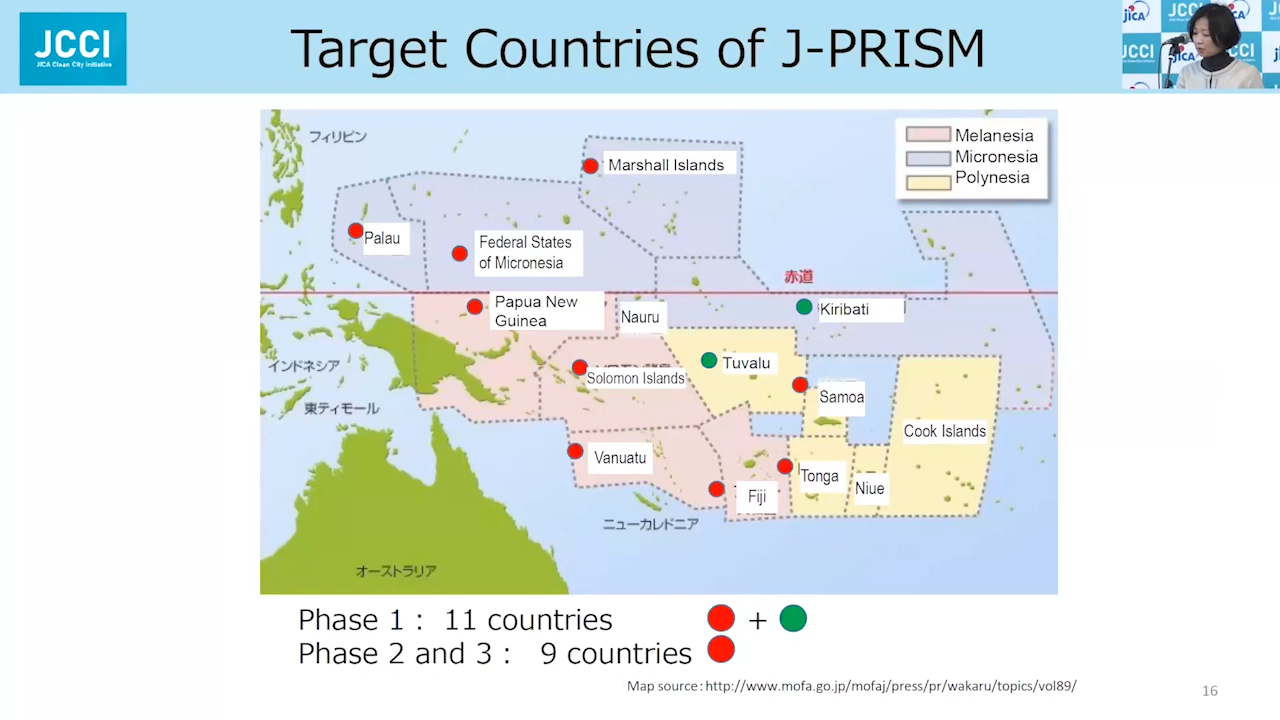 JCCI
JICA Clean City Initiative
Target Countries of J-PRISM
フィリピン
Marshall Islands
Melanesia
Micronesia
Polynesia
Palau
Federal States
of Micronesia
赤道
Papua New
Guinea
Nauru
Kiribati
インドネシア
Tuvalu
Solomon Islands
東ティモール
Samoa
Cook Islands
Vanuatu
Tonga
Niue
Fiji
ニューカレドニア
オーストラリア
Phase 1 : 11 countries
+
Phase 2 and 3 : 9 countries
Map source：http://www.mofa.go.jp/mofaj/press/pr/wakaru/topics/vol89/
16
jICA
JCCI
JCCI
jICA